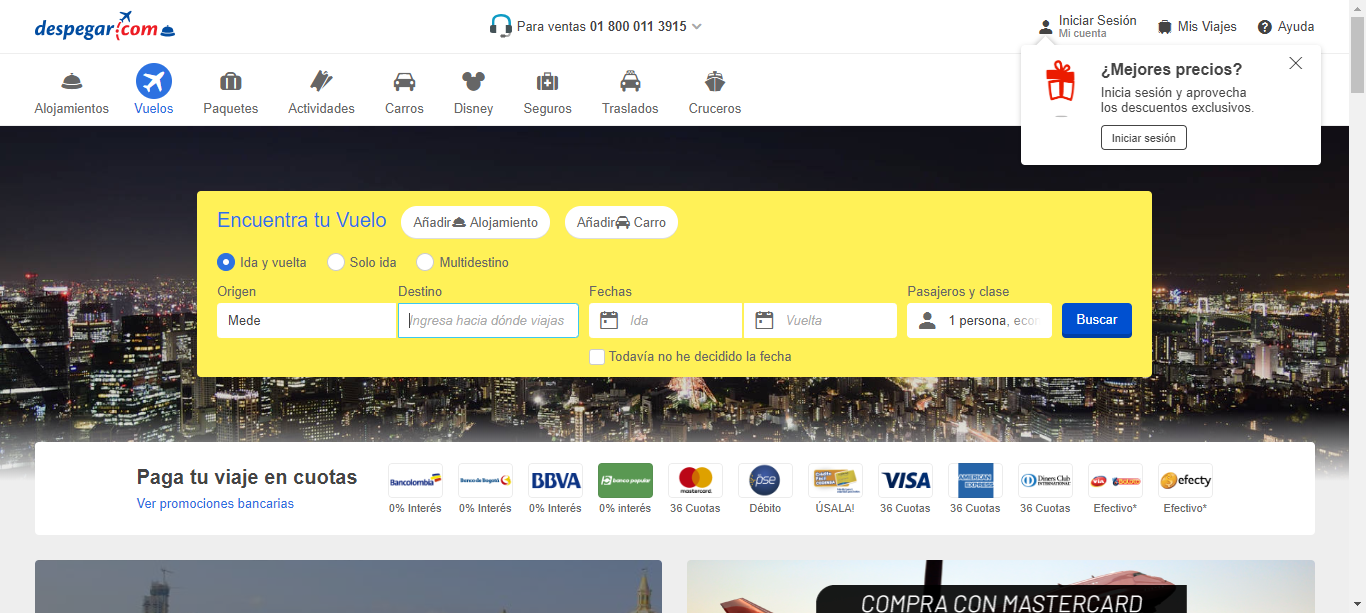 despegar.com
Para ventas 01 800 011 3915
Iniciar Sesión
Mi cuenta
Mis Viajes
Ayuda
Alojamientos
Vuelos
Paquetes
Actividades
Carros
Disney
Seguros
Traslados
Cruceros
¿Mejores precios?
Inicia sesión y aprovecha
los descuentos exclusivos.
Iniciar sesión
Encuentra tu Vuelo
Añadir Alojamiento
Añadir Carro
Ida y vuelta
Solo ida
Multidestino
Origen
Destino
Fechas
Pasajeros y clase
Mede
Ingresa hacia dónde viajas
Ida
Vuelta
1 persona, econ
Buscar
Todavía no he decidido la fecha
Paga tu viaje en cuotas
Ver promociones bancarias
Bancolombia
Banco de Bogotá
BBVA
banco popular
mastercard
pse
VISA
AMERICAN EXPRESS
Diners Club
INTERNATIONAL
via
efecty
0% Interés
0% Interés
0% Interés
0% interés
36 Cuotas
Débito
ÚSALA!
36 Cuotas
36 Cuotas
36 Cuotas
Efectivo*
Efectivo*
COMPRA CON MASTERCARD